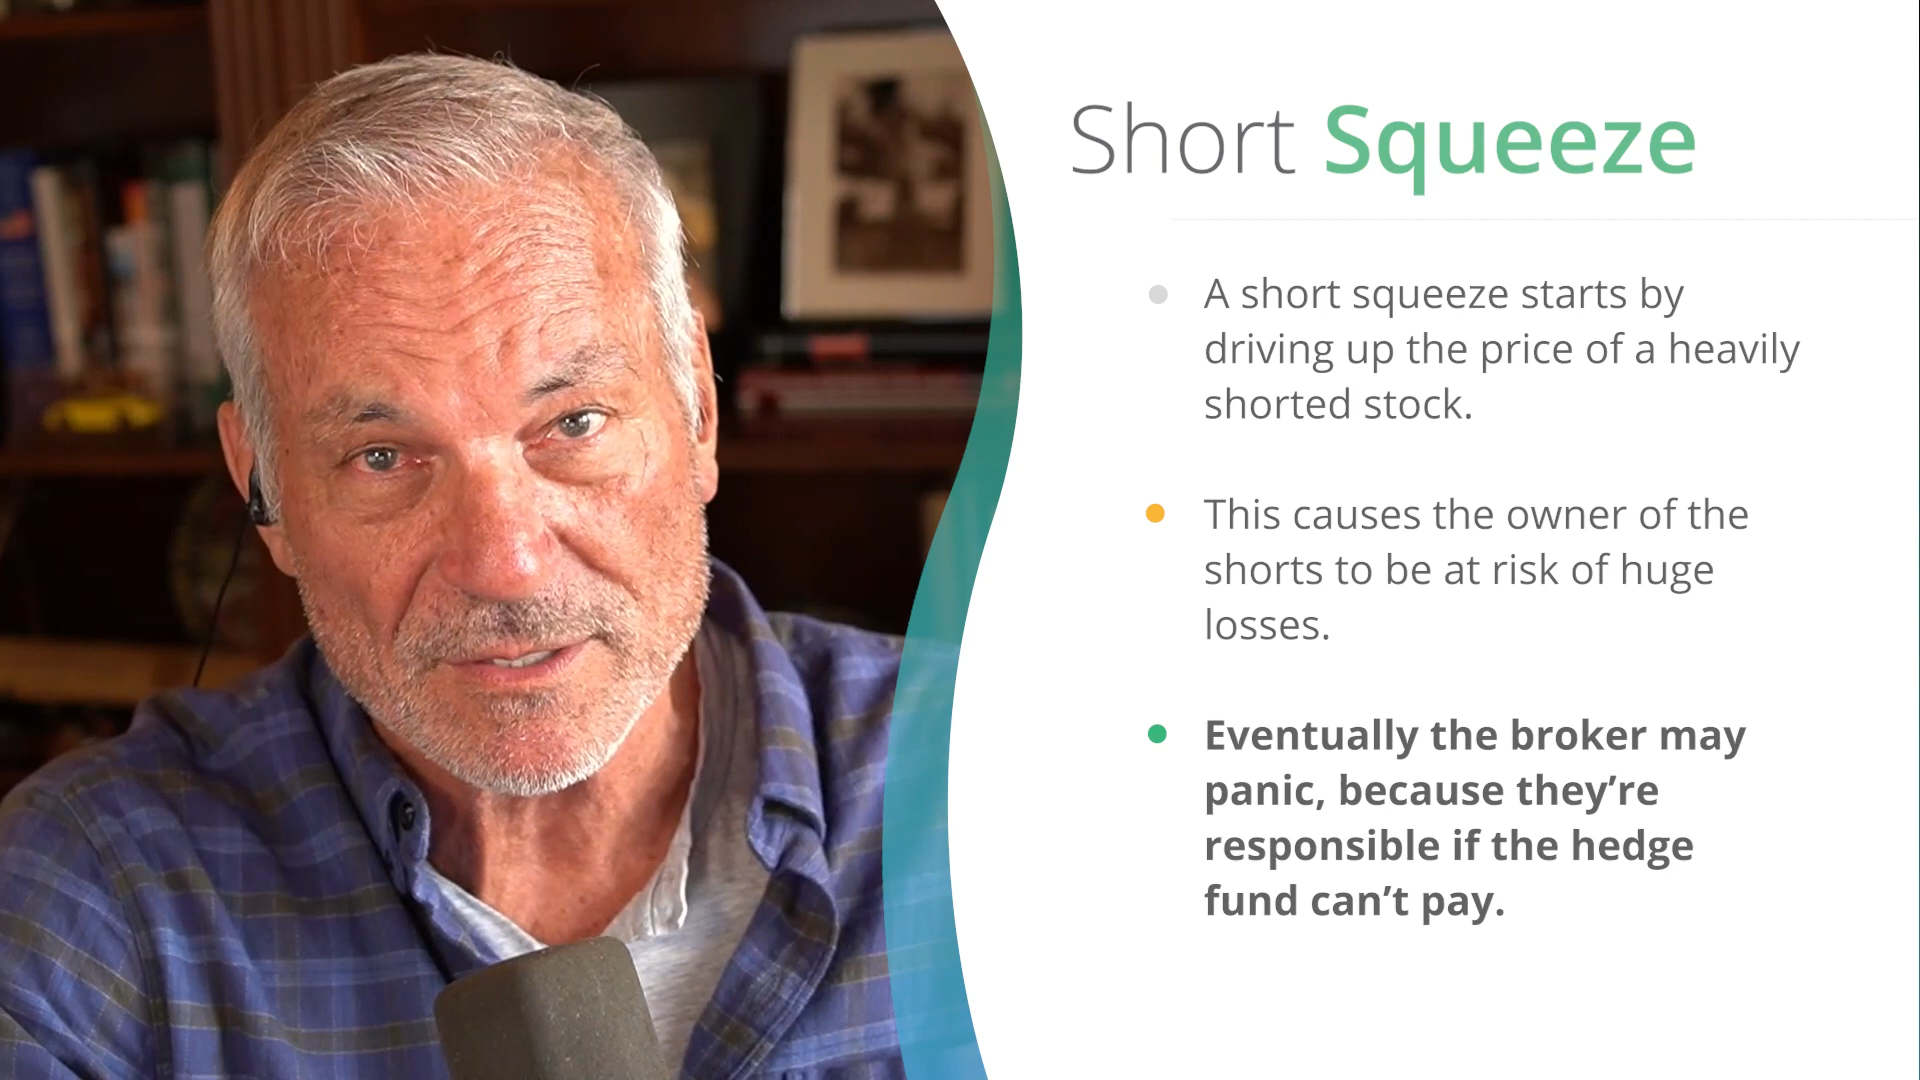 Short Squeeze
A short squeeze starts by
driving up the price of a heavily
shorted stock.
This causes the owner of the
shorts to be at risk of huge
losses.
Eventually the broker may
panic, because they’re
responsible if the hedge
fund can’t pay.